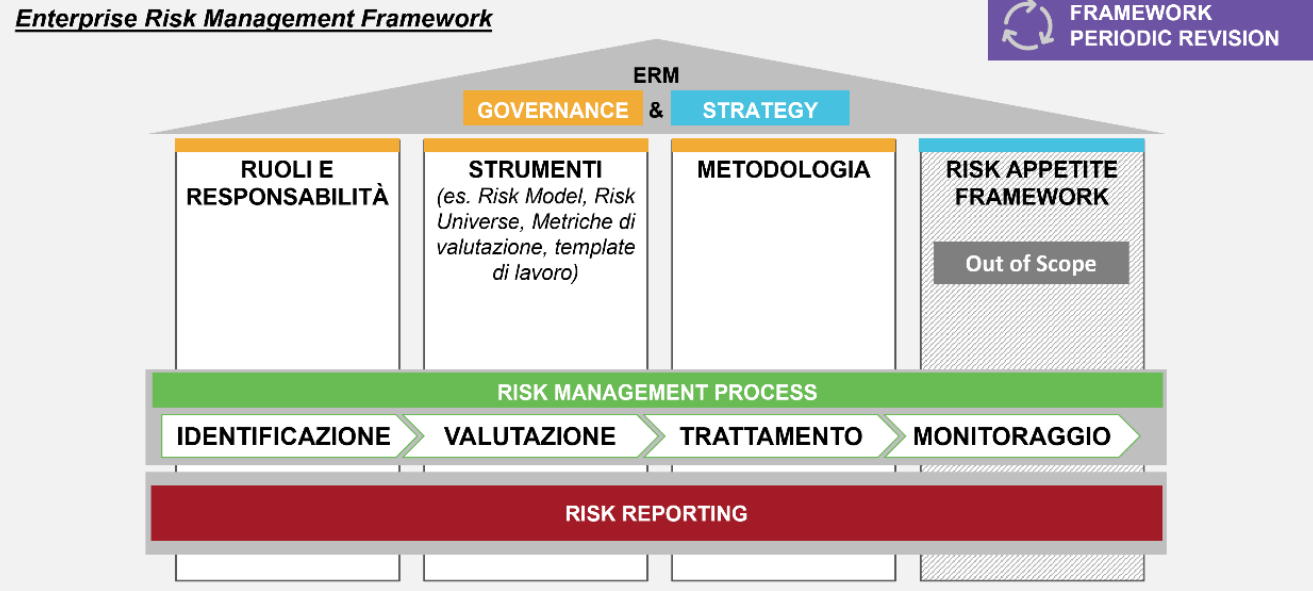 Enterprise Risk Management Framework
FRAMEWORK
PERIODIC REVISION
ERM
GOVERNANCE & STRATEGY
RUOLI E
RESPONSABILITÀ
STRUMENTI
(es. Risk Model, Risk
Universe, Metriche di
valutazione, template
di lavoro)
METODOLOGIA
RISK APPETITE
FRAMEWORK
Out of Scope
RISK MANAGEMENT PROCESS
IDENTIFICAZIONE
VALUTAZIONE
TRATTAMENTO
MONITORAGGIO
RISK REPORTING